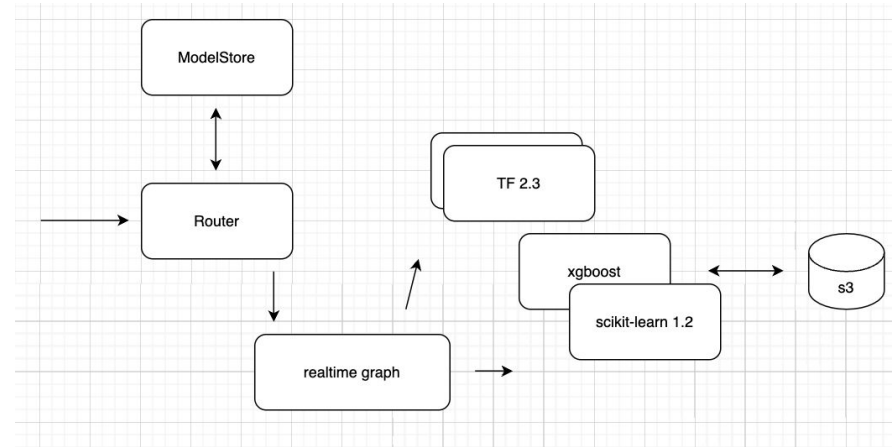 ModelStore
TF 2.3
Router
xgboost
s3
scikit-learn 1.2
realtime graph